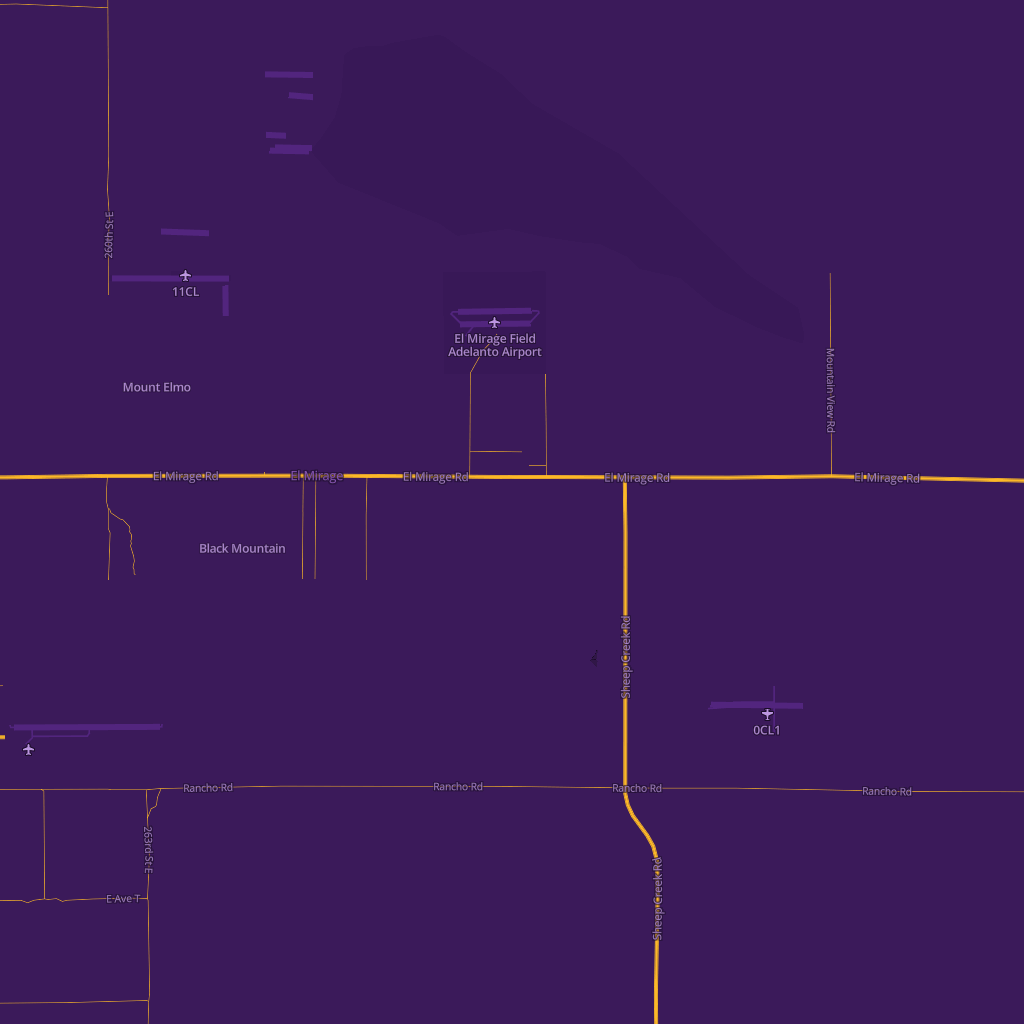 260th St E
11CL
El Mirage Field
Adelanto Airport
Mount Elmo
Mountain View Rd
El Mirage Rd
El Mirage
El Mirage Rd
El Mirage Rd
El Mirage Rd
Black Mountain
Sheep Creek Rd
0CL1
Rancho Rd
Rancho Rd
Rancho Rd
Rancho Rd
263rd St E
Sheep Creek Rd
E Ave T